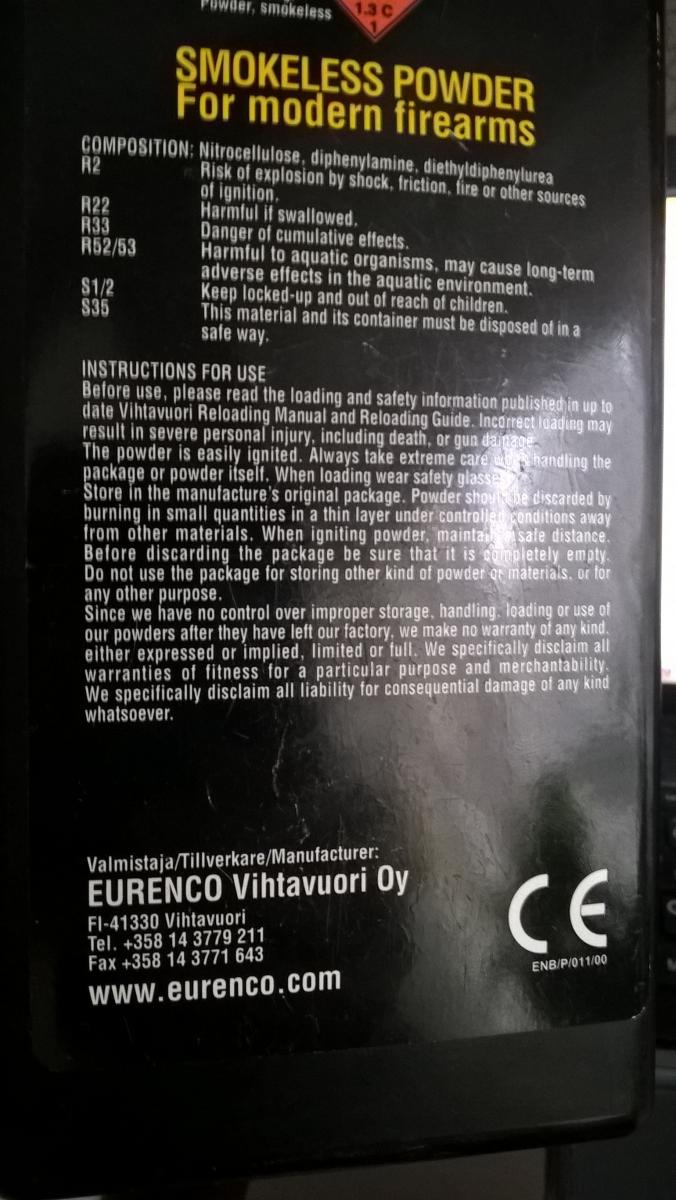 Powder, smokeless
1.3 C
1
SMOKELESS POWDER
For modern firearms
COMPOSITION: Nitrocellulose, diphenylamine, diethyldiphenylurea
R2 Risk of explosion by shock, friction, fire or other sources
of ignition.
R22 Harmful if swallowed.
R33 Danger of cumulative effects.
R52/53 Harmful to aquatic organisms, may cause long-term
adverse effects in the aquatic environment.
S1/2 Keep locked-up and out of reach of children.
S35 This material and its container must be disposed of in a
safe way.
INSTRUCTIONS FOR USE
Before use, please read the loading and safety information published in up to
date Vihtavuori Reloading Manual and Reloading Guide. Incorrect loading may
result in severe personal injury, including death, or gun damage.
The powder is easily ignited. Always take extreme care when handling the
package or powder itself. When loading wear safety glasses.
Store in the manufacture's original package. Powder should be discarded by
burning in small quantities in a thin layer under controlled conditions away
from other materials. When igniting powder, maintain safe distance.
Before discarding the package be sure that it is completely empty.
Do not use the package for storing other kind of powder or materials, or for
any other purpose.
Since we have no control over improper storage, handling, loading or use of
our powders after they have left our factory, we make no warranty of any kind,
either expressed or implied, limited or full. We specifically disclaim all
warranties of fitness for a particular purpose and merchantability.
We specifically disclaim all liability for consequential damage of any kind
whatsoever.
Valmistaja/Tillverkare/Manufacturer:
EURENCO Vihtavuori Oy
FI-41330 Vihtavuori
Tel. +358 14 3779 211
Fax +358 14 3771 643
www.eurenco.com
CE
ENB/P/011/00